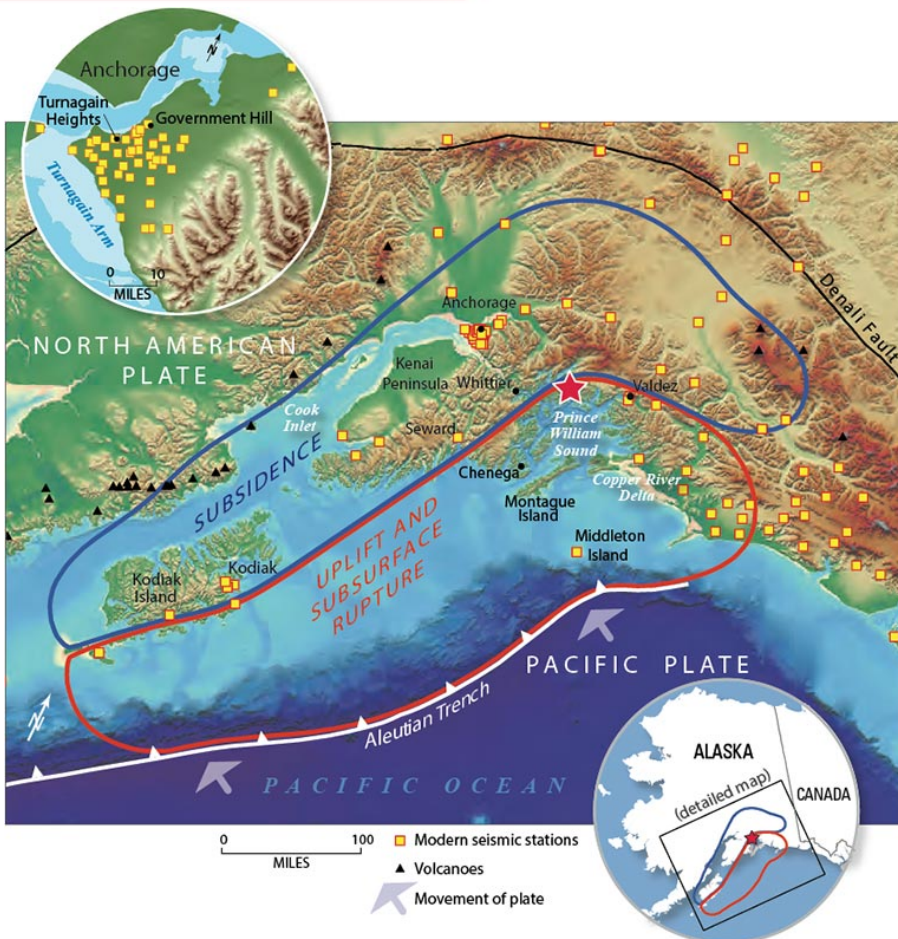 Anchorage
Turnagain
Heights
Government Hill
Turnagain Arm
N
0 10
MILES
NORTH AMERICAN
PLATE
Denali Fault
Anchorage
Kenai
Peninsula
Whittier
Valdez
Cook
Inlet
Seward
Prince
William
Sound
SUBSIDENCE
Chenega
Copper River
Delta
Montague
Island
UPLIFT AND
SUBSURFACE
RUPTURE
Middleton
Island
Kodiak
Island
Kodiak
PACIFIC PLATE
Aleutian Trench
N
PACIFIC OCEAN
ALASKA
CANADA
(detailed map)
0 100
MILES
Modern seismic stations
Volcanoes
Movement of plate